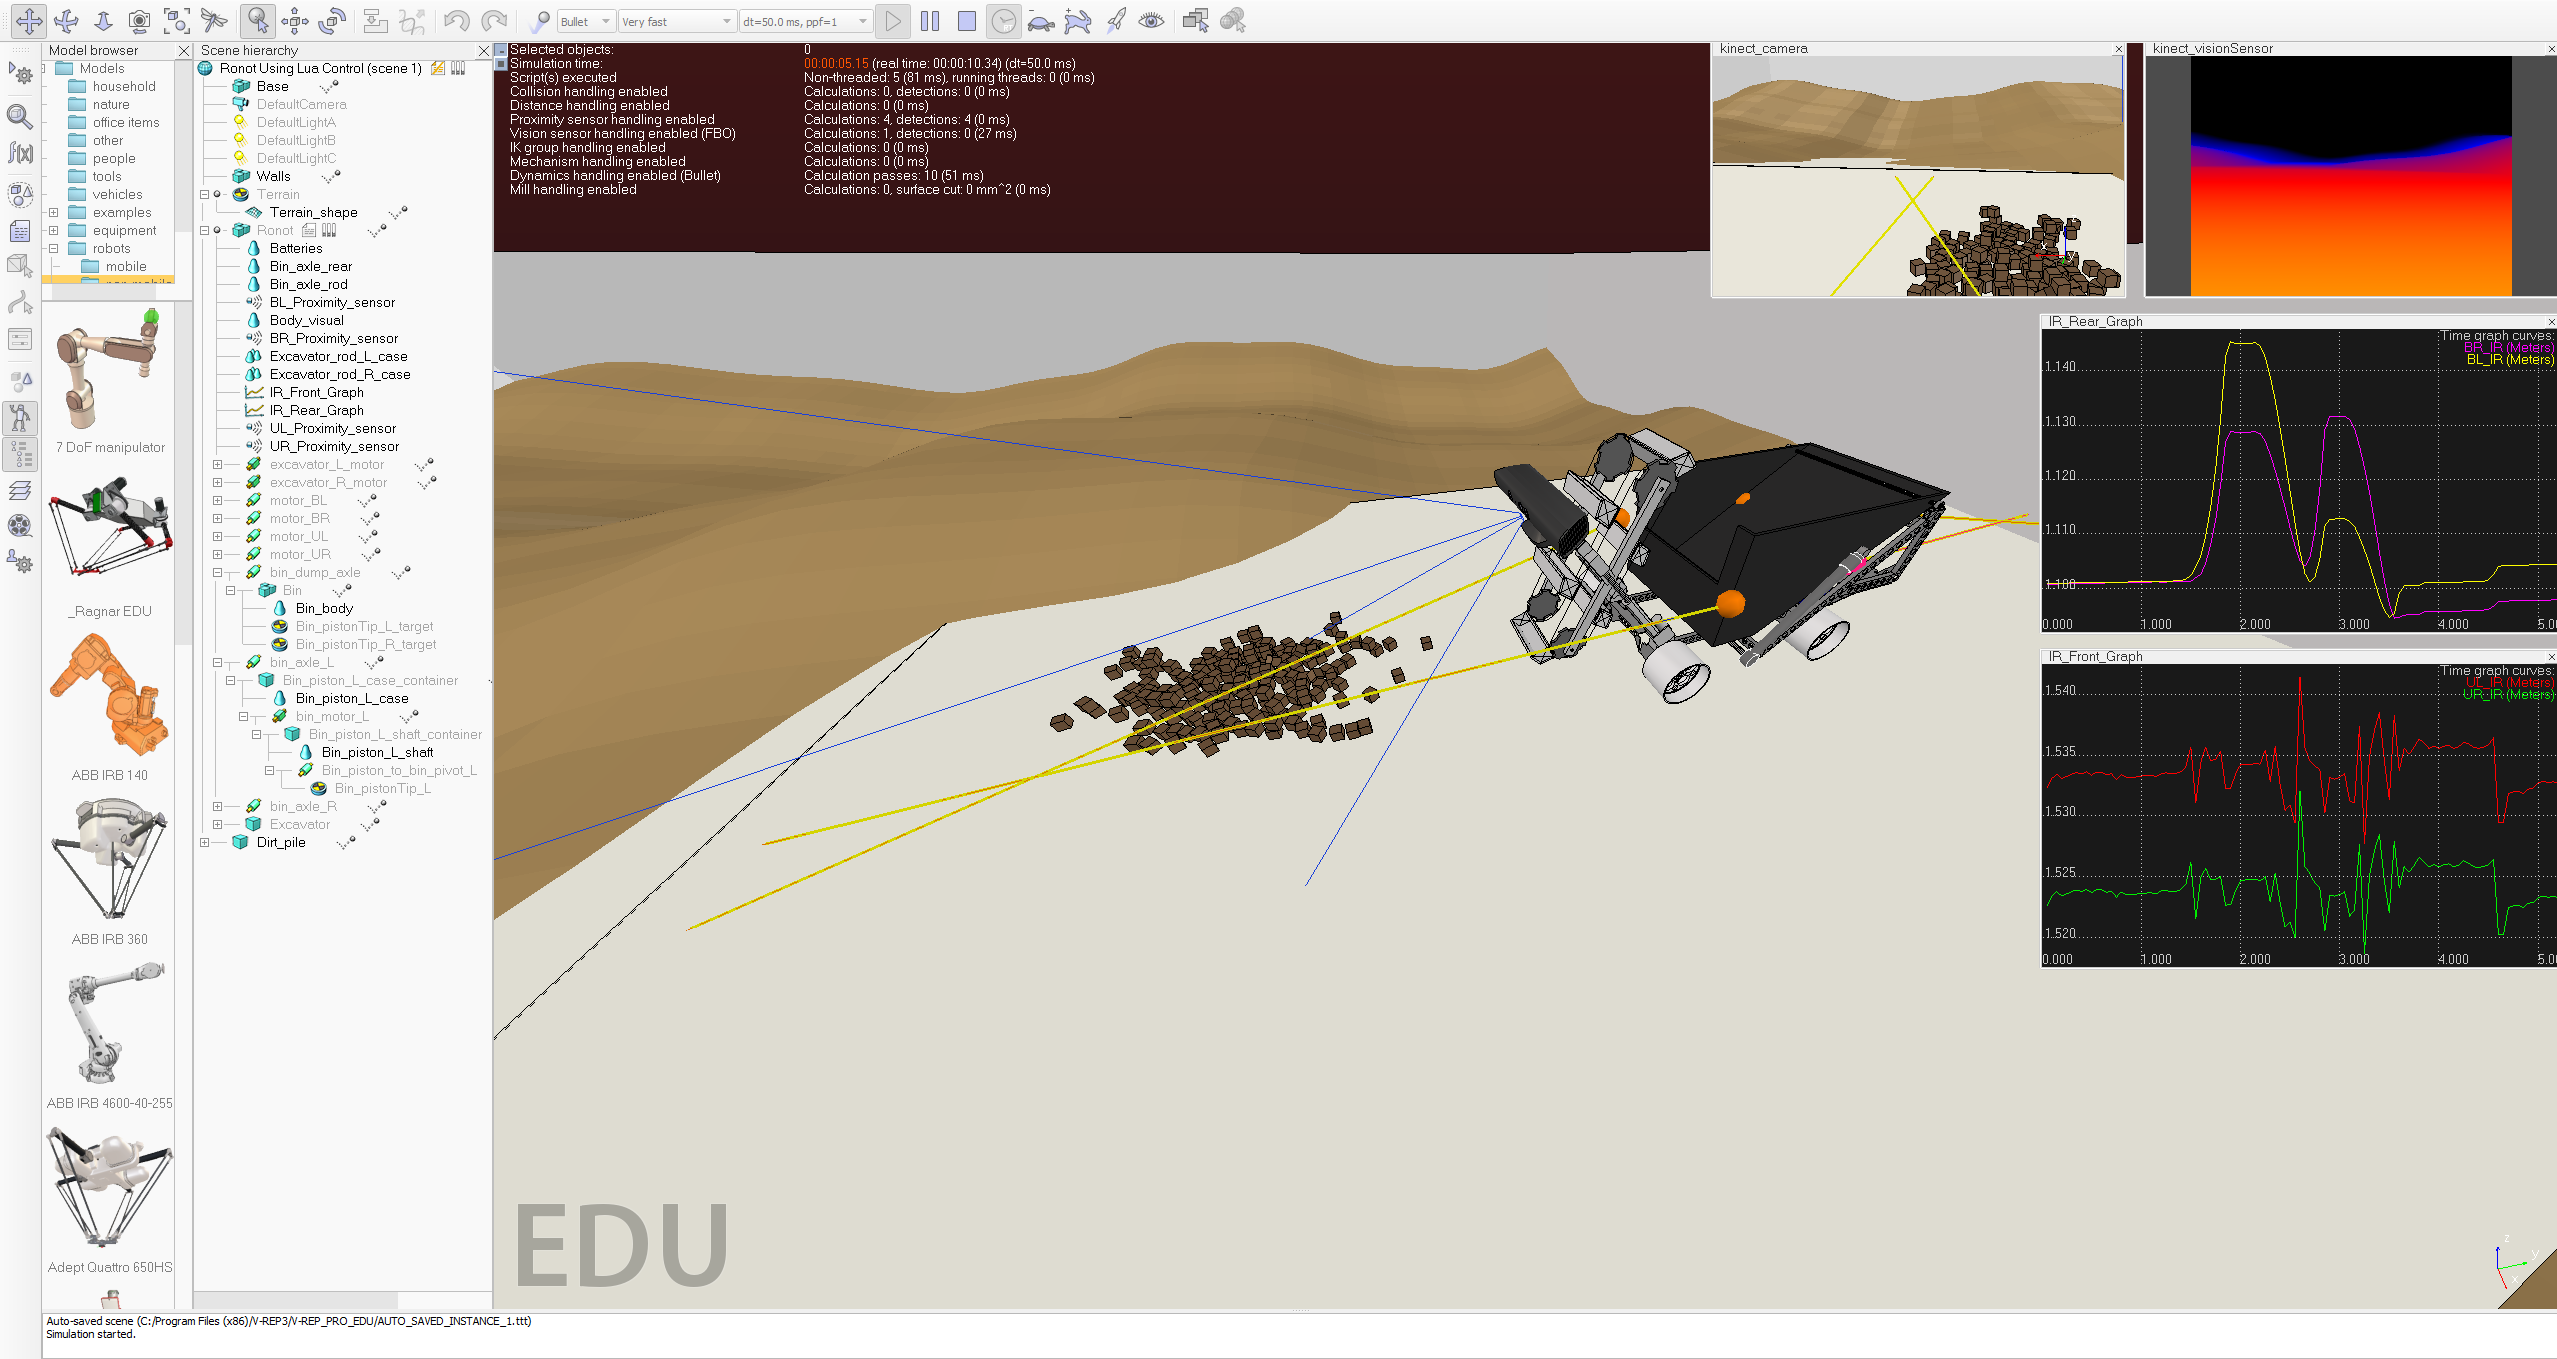 Bullet
Very fast
dt=50.0 ms, ppf=1
Model browser
Models
household
nature
office items
other
people
tools
vehicles
examples
equipment
robots
mobile
7 DoF manipulator
_Ragnar EDU
ABB IRB 140
ABB IRB 360
ABB IRB 4600-40-255
Adept Quattro 650HS
Scene hierarchy
Ronot Using Lua Control (scene 1)
Base
DefaultCamera
DefaultLightA
DefaultLightB
DefaultLightC
Walls
Terrain
Terrain_shape
Ronot
Batteries
Bin_axle_rear
Bin_axle_rod
BL_Proximity_sensor
Body_visual
BR_Proximity_sensor
Excavator_rod_L_case
Excavator_rod_R_case
IR_Front_Graph
IR_Rear_Graph
UL_Proximity_sensor
UR_Proximity_sensor
excavator_L_motor
excavator_R_motor
motor_BL
motor_BR
motor_UL
motor_UR
bin_dump_axle
Bin
Bin_body
Bin_pistonTip_L_target
Bin_pistonTip_R_target
bin_axle_L
Bin_piston_L_case_container
Bin_piston_L_case
bin_motor_L
Bin_piston_L_shaft_container
Bin_piston_L_shaft
Bin_piston_to_bin_pivot_L
Bin_pistonTip_L
bin_axle_R
Excavator
Dirt_pile
Selected objects: 0
Simulation time: 00:00:05.15 (real time: 00:00:10.34) (dt=50.0 ms)
Script(s) executed Non-threaded: 5 (81 ms), running threads: 0 (0 ms)
Collision handling enabled Calculations: 0, detections: 0 (0 ms)
Distance handling enabled Calculations: 0 (0 ms)
Proximity sensor handling enabled Calculations: 4, detections: 4 (0 ms)
Vision sensor handling enabled (FBO) Calculations: 1, detections: 0 (27 ms)
IK group handling enabled Calculations: 0 (0 ms)
Mechanism handling enabled Calculations: 0 (0 ms)
Dynamics handling enabled (Bullet) Calculation passes: 10 (51 ms)
Mill handling enabled Calculations: 0, surface cut: 0 mm^2 (0 ms)
kinect_camera
kinect_visionSensor
IR_Rear_Graph
Time graph curves:
BR_IR (Meters)
BL_IR (Meters)
1.140
1.130
1.120
1.110
1.100
0.000 1.000 2.000 3.000 4.000 5.0
IR_Front_Graph
Time graph curves:
UL_IR (Meters)
UR_IR (Meters)
1.540
1.535
1.530
1.525
1.520
0.000 1.000 2.000 3.000 4.000 5.0
EDU
z
y
x
Auto-saved scene (C:/Program Files (x86)/V-REP3/V-REP_PRO_EDU/AUTO_SAVED_INSTANCE_1.ttt)
Simulation started.